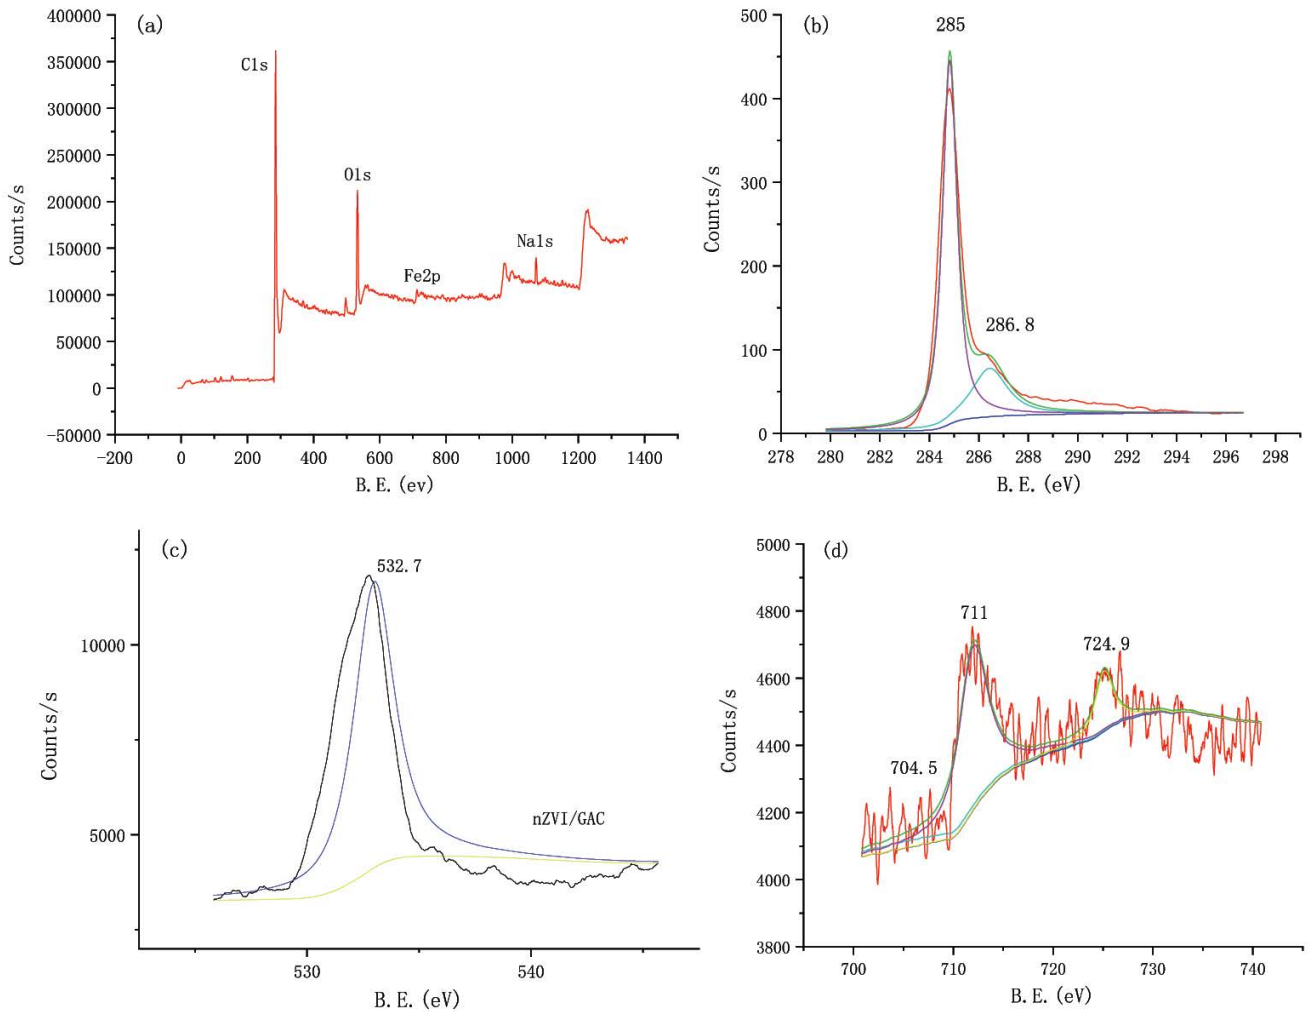 (a)
400000
350000
300000
250000
200000
150000
100000
50000
0
-50000
Counts/s
C1s
O1s
Fe2p
Na1s
-200 0 200 400 600 800 1000 1200 1400
B.E.(ev)
(b)
500
400
300
200
100
0
Counts/s
285
286.8
278 280 282 284 286 288 290 292 294 296 298
B.E.(eV)
(c)
10000
5000
Counts/s
532.7
nZVI/GAC
530 540
B.E.(eV)
(d)
5000
4800
4600
4400
4200
4000
3800
Counts/s
711
724.9
704.5
700 710 720 730 740
B.E.(eV)